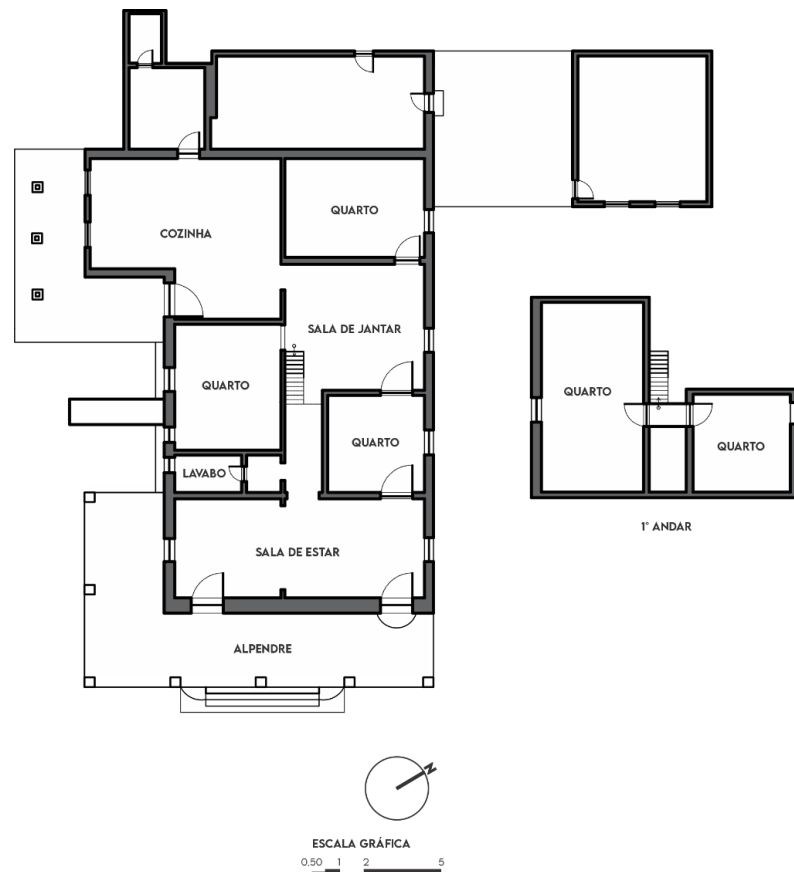 QUARTO
COZINHA
SALA DE JANTAR
QUARTO
QUARTO
LAVABO
SALA DE ESTAR
ALPENDRE
QUARTO
QUARTO
1° ANDAR
N
ESCALA GRÁFICA
0,50 1 2 5